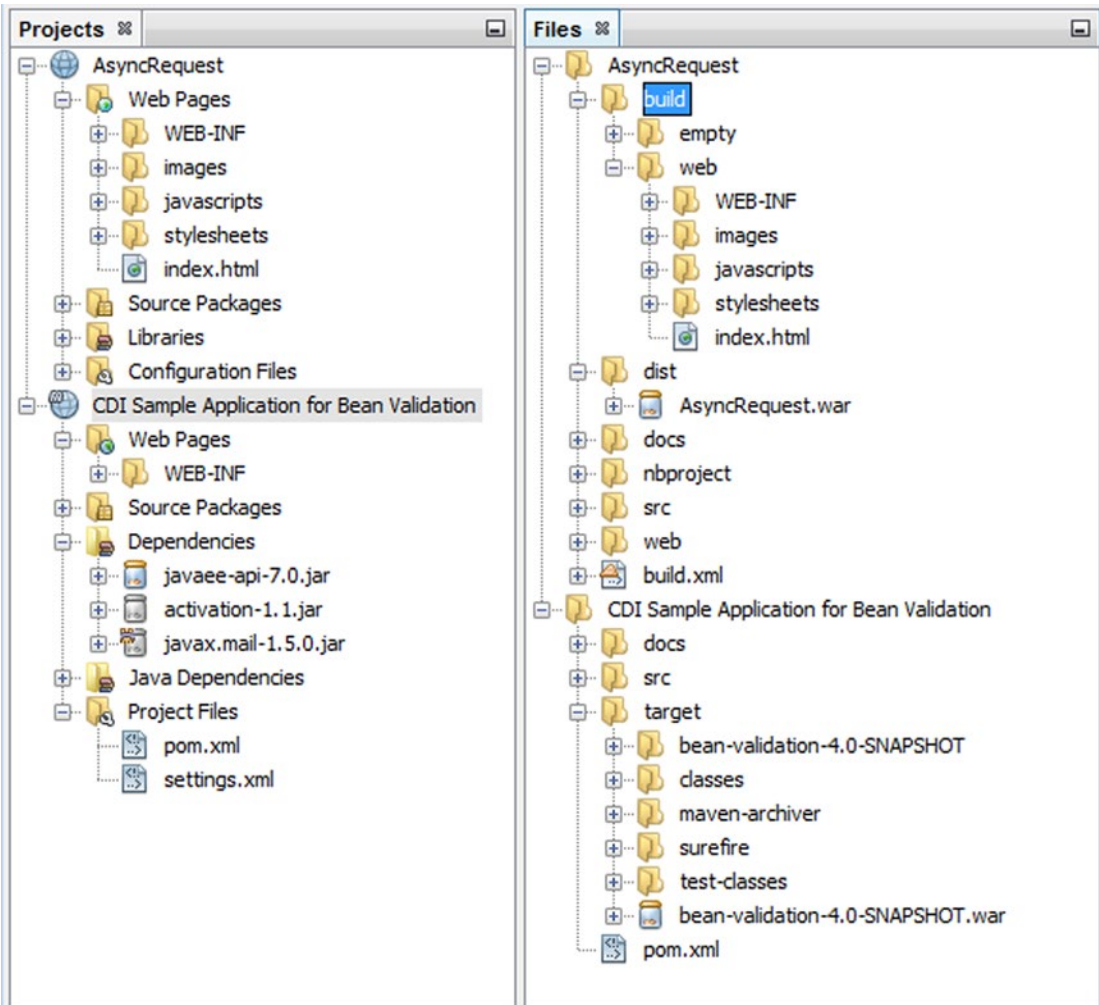 Projects
AsyncRequest
Web Pages
WEB-INF
images
javascripts
stylesheets
index.html
Source Packages
Libraries
Configuration Files
CDI Sample Application for Bean Validation
Web Pages
WEB-INF
Source Packages
Dependencies
javaee-api-7.0.jar
activation-1.1.jar
javax.mail-1.5.0.jar
Java Dependencies
Project Files
pom.xml
settings.xml
Files
AsyncRequest
build
empty
web
WEB-INF
images
javascripts
stylesheets
index.html
dist
AsyncRequest.war
docs
nbproject
src
web
build.xml
CDI Sample Application for Bean Validation
docs
src
target
bean-validation-4.0-SNAPSHOT
classes
maven-archiver
surefire
test-classes
bean-validation-4.0-SNAPSHOT.war
pom.xml